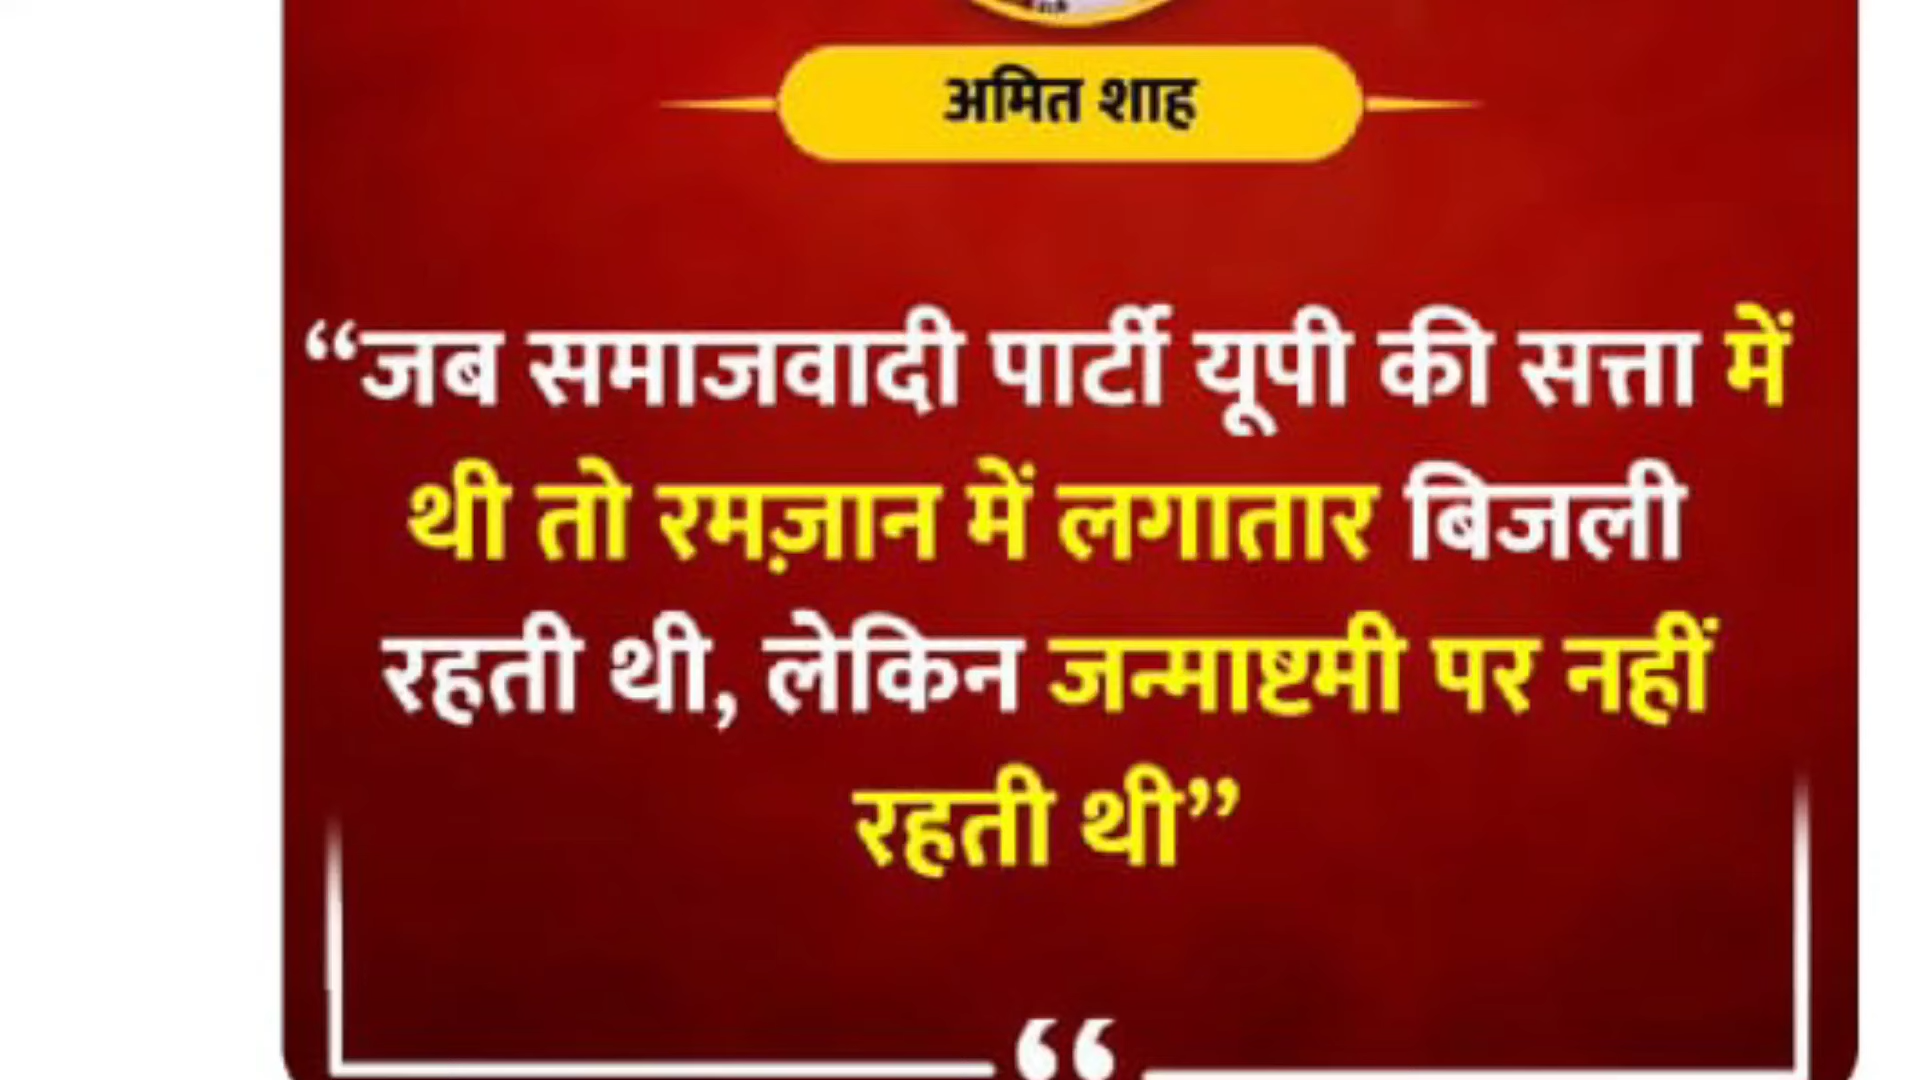 अमित शाह
“जब समाजवादी पार्टी यूपी की सत्ता में
थी तो रमज़ान में लगातार बिजली
रहती थी, लेकिन जन्माष्टमी पर नहीं
रहती थी”